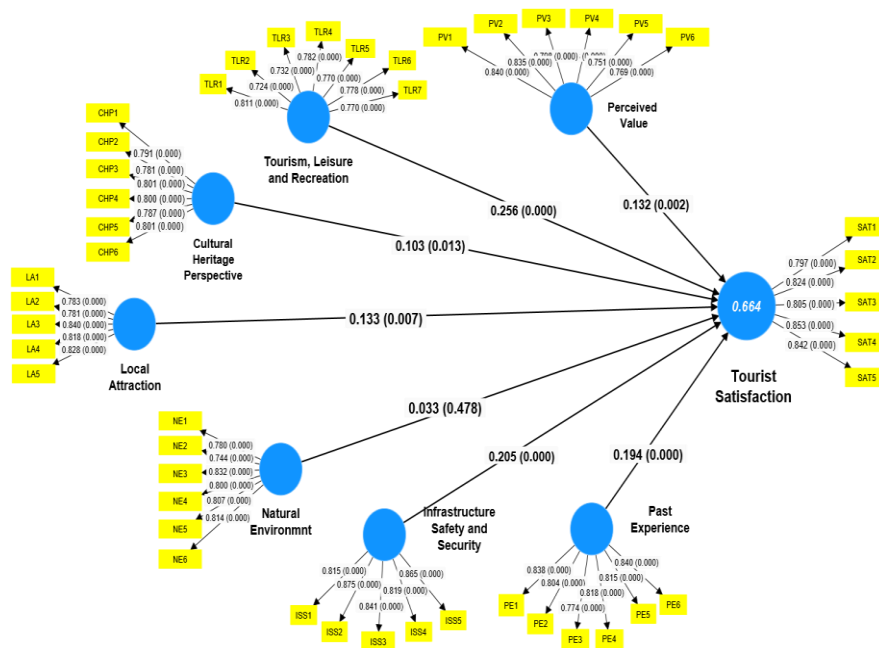 TLR1
TLR2
TLR3
TLR4
TLR5
TLR6
TLR7
0.811 (0.000)
0.724 (0.000)
0.732 (0.000)
0.782 (0.000)
0.770 (0.000)
0.778 (0.000)
0.770 (0.000)
Tourism, Leisure
and Recreation
PV1
PV2
PV3
PV4
PV5
PV6
0.840 (0.000)
0.835 (0.000)
0.751 (0.000)
0.769 (0.000)
Perceived
Value
CHP1
CHP2
CHP3
CHP4
CHP5
CHP6
0.791 (0.000)
0.781 (0.000)
0.801 (0.000)
0.800 (0.000)
0.787 (0.000)
0.801 (0.000)
Cultural
Heritage
Perspective
LA1
LA2
LA3
LA4
LA5
0.783 (0.000)
0.781 (0.000)
0.840 (0.000)
0.818 (0.000)
0.828 (0.000)
Local
Attraction
0.256 (0.000)
0.132 (0.002)
0.103 (0.013)
0.133 (0.007)
0.033 (0.478)
0.205 (0.000)
0.194 (0.000)
0.664
Tourist
Satisfaction
SAT1
SAT2
SAT3
SAT4
SAT5
0.797 (0.000)
0.824 (0.000)
0.805 (0.000)
0.853 (0.000)
0.842 (0.000)
NE1
NE2
NE3
NE4
NE5
NE6
0.780 (0.000)
0.744 (0.000)
0.832 (0.000)
0.800 (0.000)
0.807 (0.000)
0.814 (0.000)
Natural
Environmnt
Infrastructure
Safety and
Security
0.815 (0.000)
0.875 (0.000)
0.841 (0.000)
0.819 (0.000)
0.865 (0.000)
ISS1
ISS2
ISS3
ISS4
ISS5
Past
Experience
0.838 (0.000)
0.804 (0.000)
0.774 (0.000)
0.818 (0.000)
0.815 (0.000)
0.840 (0.000)
PE1
PE2
PE3
PE4
PE5
PE6